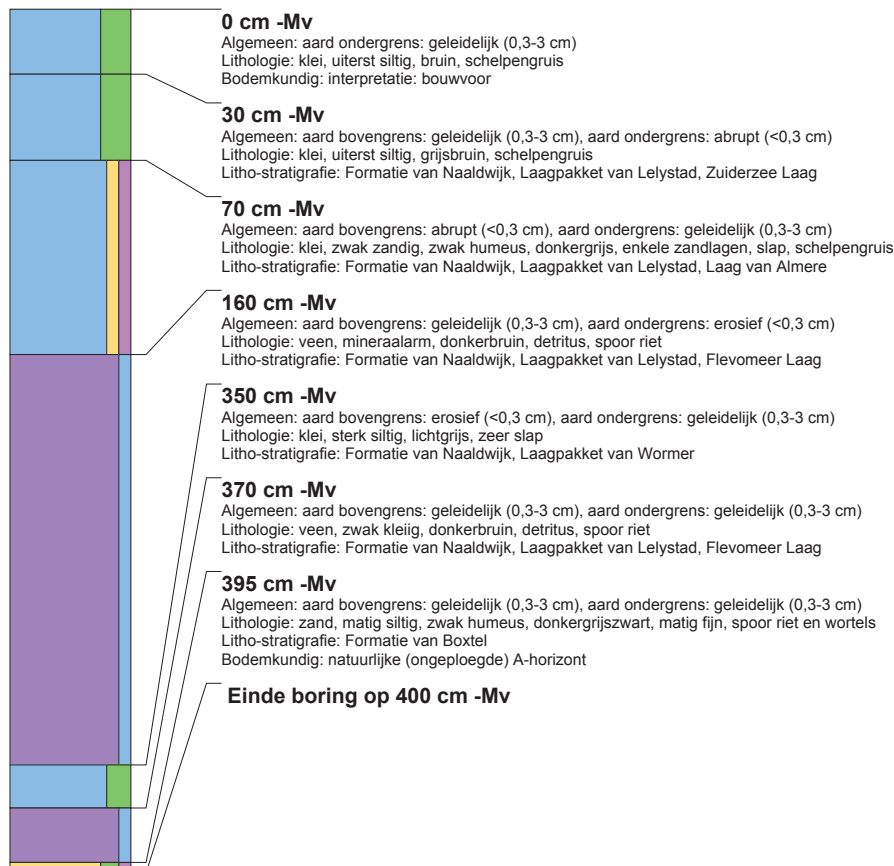 0 cm -Mv
Algemeen: aard ondergrens: geleidelijk (0,3-3 cm)
Lithologie: klei, uiterst siltig, bruin, schelpengruis
Bodemkundig: interpretatie: bouwvoor
30 cm -Mv
Algemeen: aard bovengrens: geleidelijk (0,3-3 cm), aard ondergrens: abrupt (<0,3 cm)
Lithologie: klei, uiterst siltig, grijsbruin, schelpengruis
Litho-stratigrafie: Formatie van Naaldwijk, Laagpakket van Lelystad, Zuiderzee Laag
70 cm -Mv
Algemeen: aard bovengrens: abrupt (<0,3 cm), aard ondergrens: geleidelijk (0,3-3 cm)
Lithologie: klei, zwak zandig, zwak humeus, donkergrijs, enkele zandlagen, slap, schelpengruis
Litho-stratigrafie: Formatie van Naaldwijk, Laagpakket van Lelystad, Laag van Almere
160 cm -Mv
Algemeen: aard bovengrens: geleidelijk (0,3-3 cm), aard ondergrens: erosief (<0,3 cm)
Lithologie: veen, mineraalarm, donkerbruin, detritus, spoor riet
Litho-stratigrafie: Formatie van Naaldwijk, Laagpakket van Lelystad, Flevomeer Laag
350 cm -Mv
Algemeen: aard bovengrens: erosief (<0,3 cm), aard ondergrens: geleidelijk (0,3-3 cm)
Lithologie: klei, sterk siltig, lichtgrijs, zeer slap
Litho-stratigrafie: Formatie van Naaldwijk, Laagpakket van Wormer
370 cm -Mv
Algemeen: aard bovengrens: geleidelijk (0,3-3 cm), aard ondergrens: geleidelijk (0,3-3 cm)
Lithologie: veen, zwak kleiig, donkerbruin, detritus, spoor riet
Litho-stratigrafie: Formatie van Naaldwijk, Laagpakket van Lelystad, Flevomeer Laag
395 cm -Mv
Algemeen: aard bovengrens: geleidelijk (0,3-3 cm), aard ondergrens: geleidelijk (0,3-3 cm)
Lithologie: zand, matig siltig, zwak humeus, donkergrijszwart, matig fijn, spoor riet en wortels
Litho-stratigrafie: Formatie van Boxtel
Bodemkundig: natuurlijke (ongeploegde) A-horizont
Einde boring op 400 cm -Mv